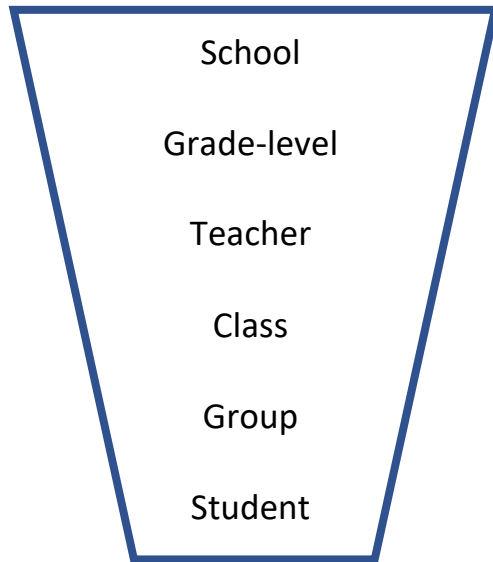 School
Grade-level
Teacher
Class
Group
Student